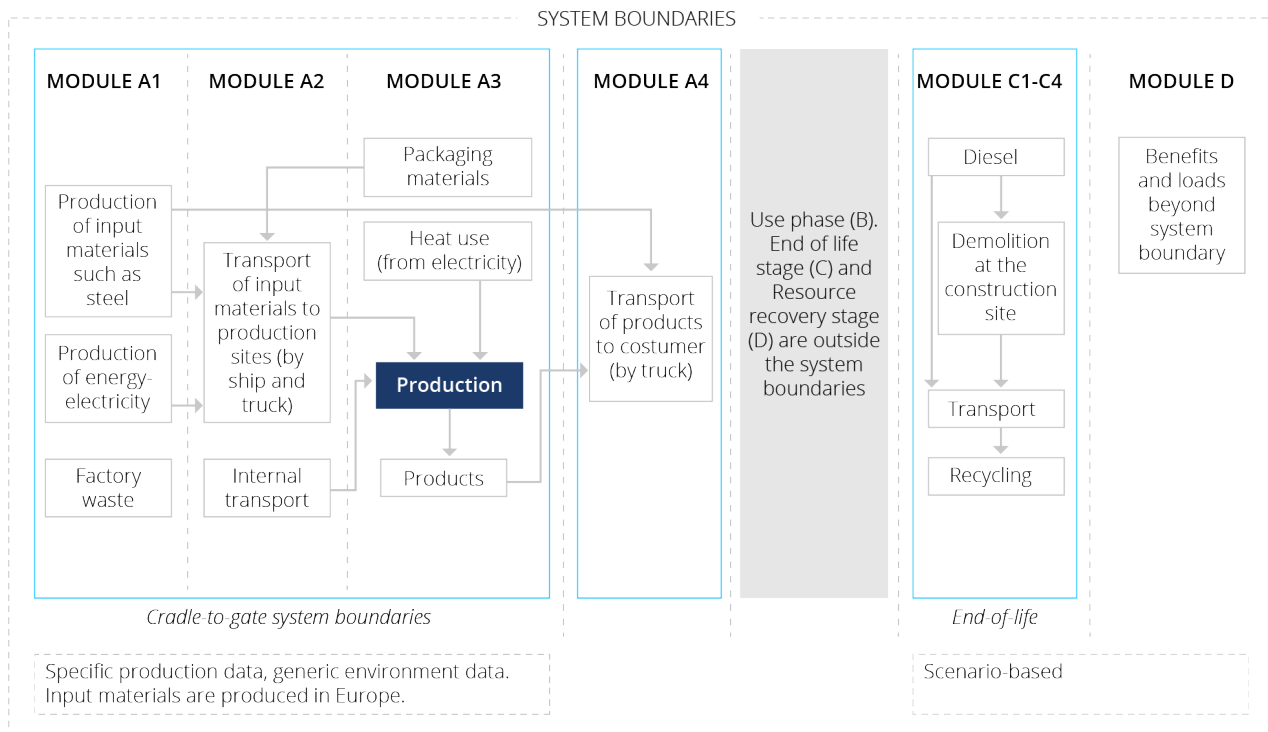 SYSTEM BOUNDARIES
MODULE A1
MODULE A2
MODULE A3
MODULE A4
MODULE C1-C4
MODULE D
Production
of input
materials
such as
steel
Production
of energy-
electricity
Factory
waste
Transport
of input
materials to
production
sites (by
ship and
truck)
Internal
transport
Packaging
materials
Heat use
(from electricity)
Production
Products
Transport
of products
to costumer
(by truck)
Use phase (B).
End of life
stage (C) and
Resource
recovery stage
(D) are outside
the system
boundaries
Diesel
Demolition
at the
construction
site
Transport
Recycling
Benefits
and loads
beyond
system
boundary
Cradle-to-gate system boundaries
End-of-life
Specific production data, generic environment data.
Input materials are produced in Europe.
Scenario-based